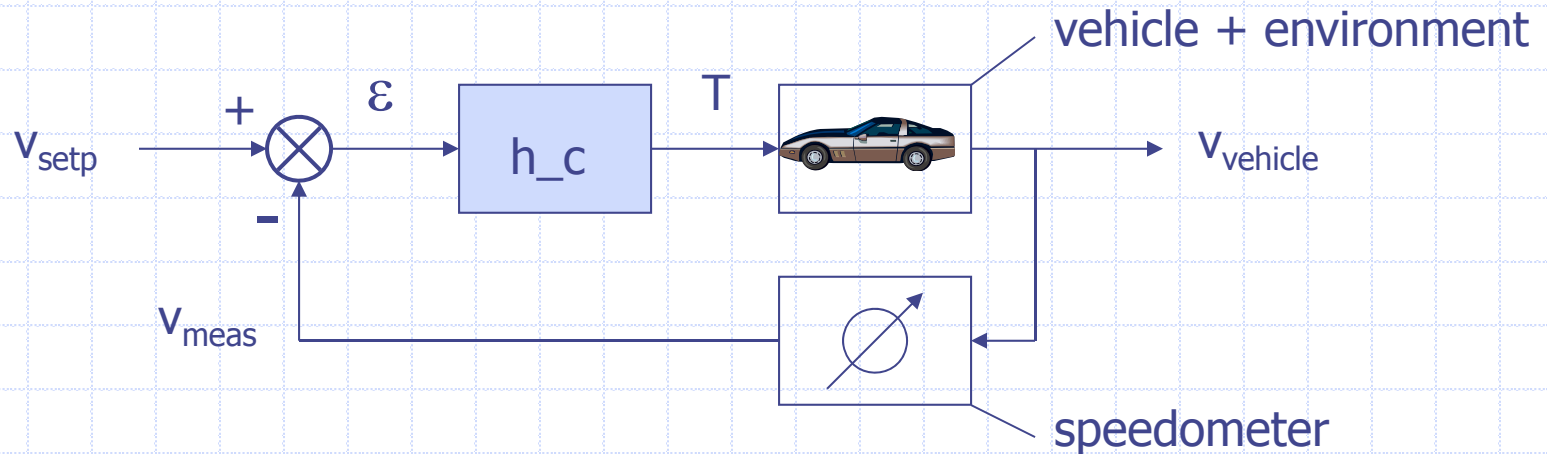 vehicle + environment
+
ε
T
v_setp
h_c
v_vehicle
-
v_meas
speedometer